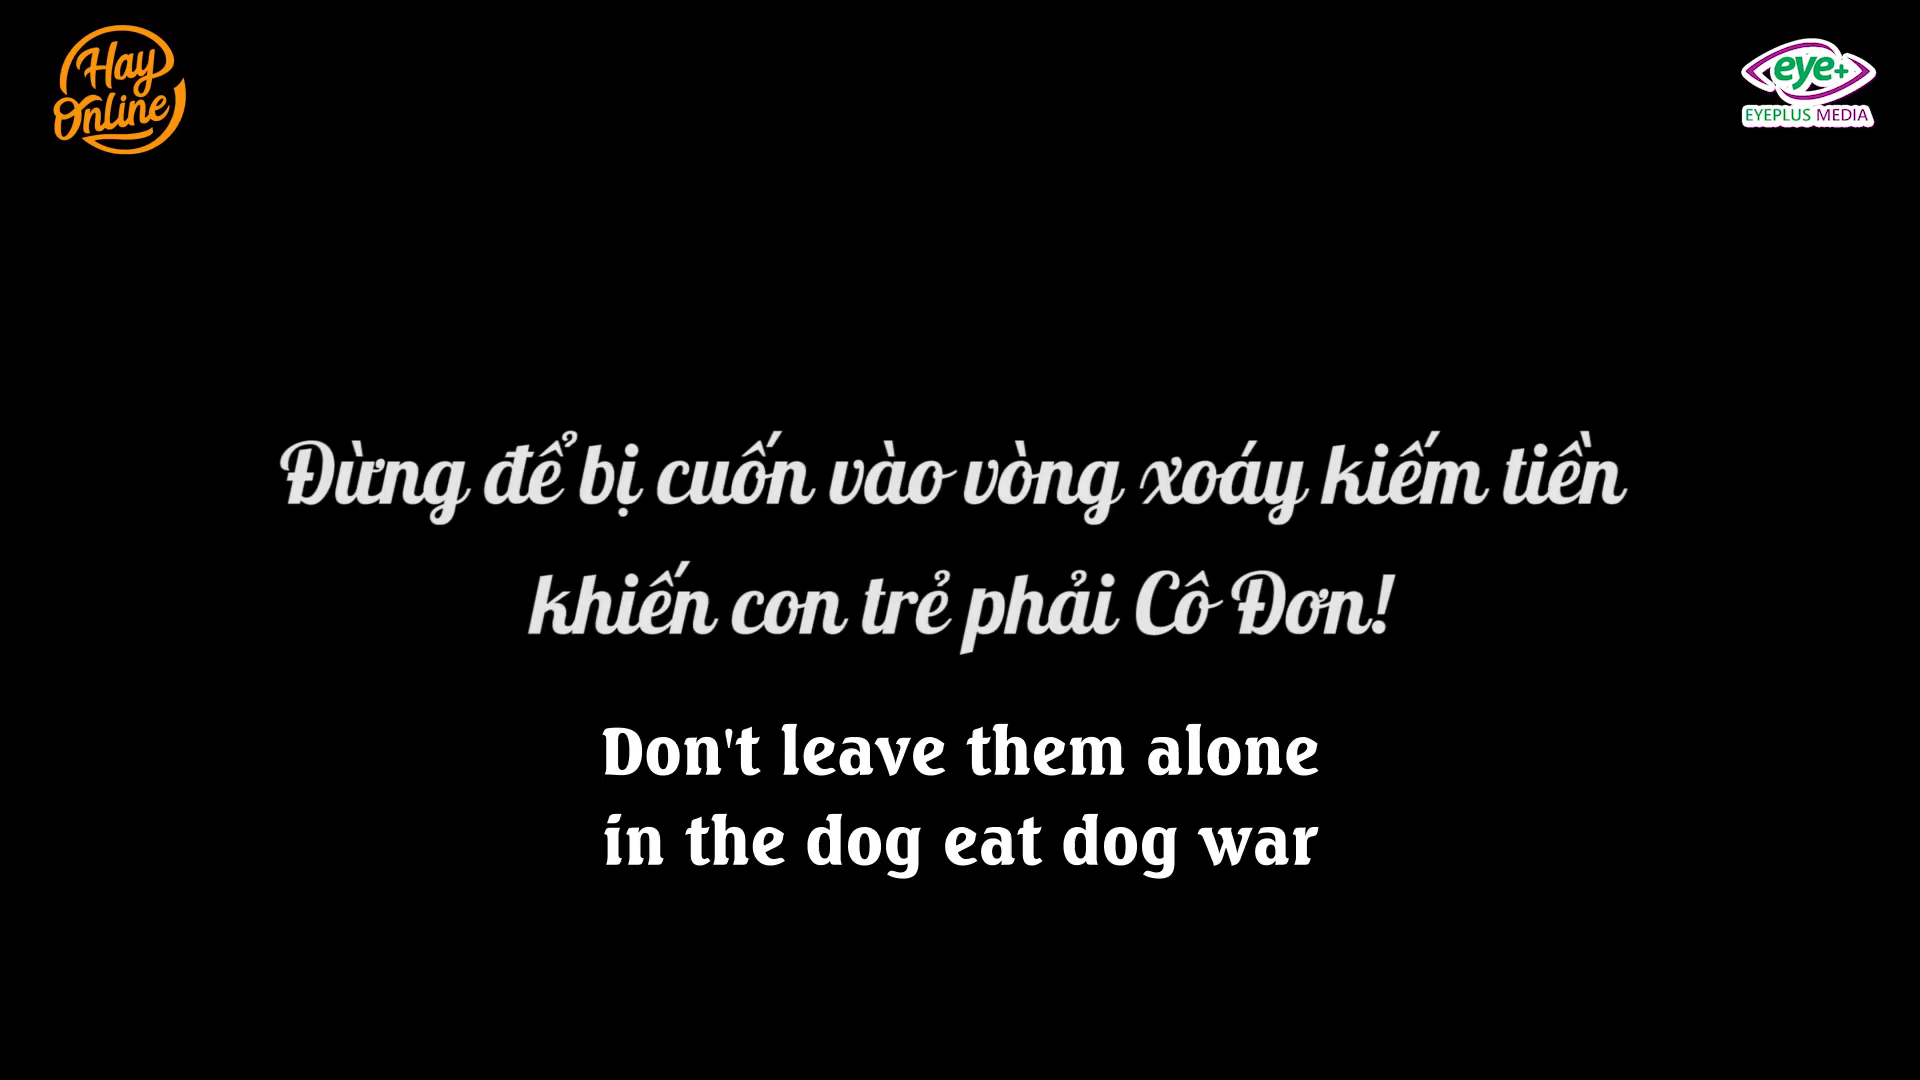 Hay
Online
eye+
EYEPLUS MEDIA
Đừng để bị cuốn vào vòng xoáy kiếm tiền
khiến con trẻ phải Cô Đơn!
Don't leave them alone
in the dog eat dog war